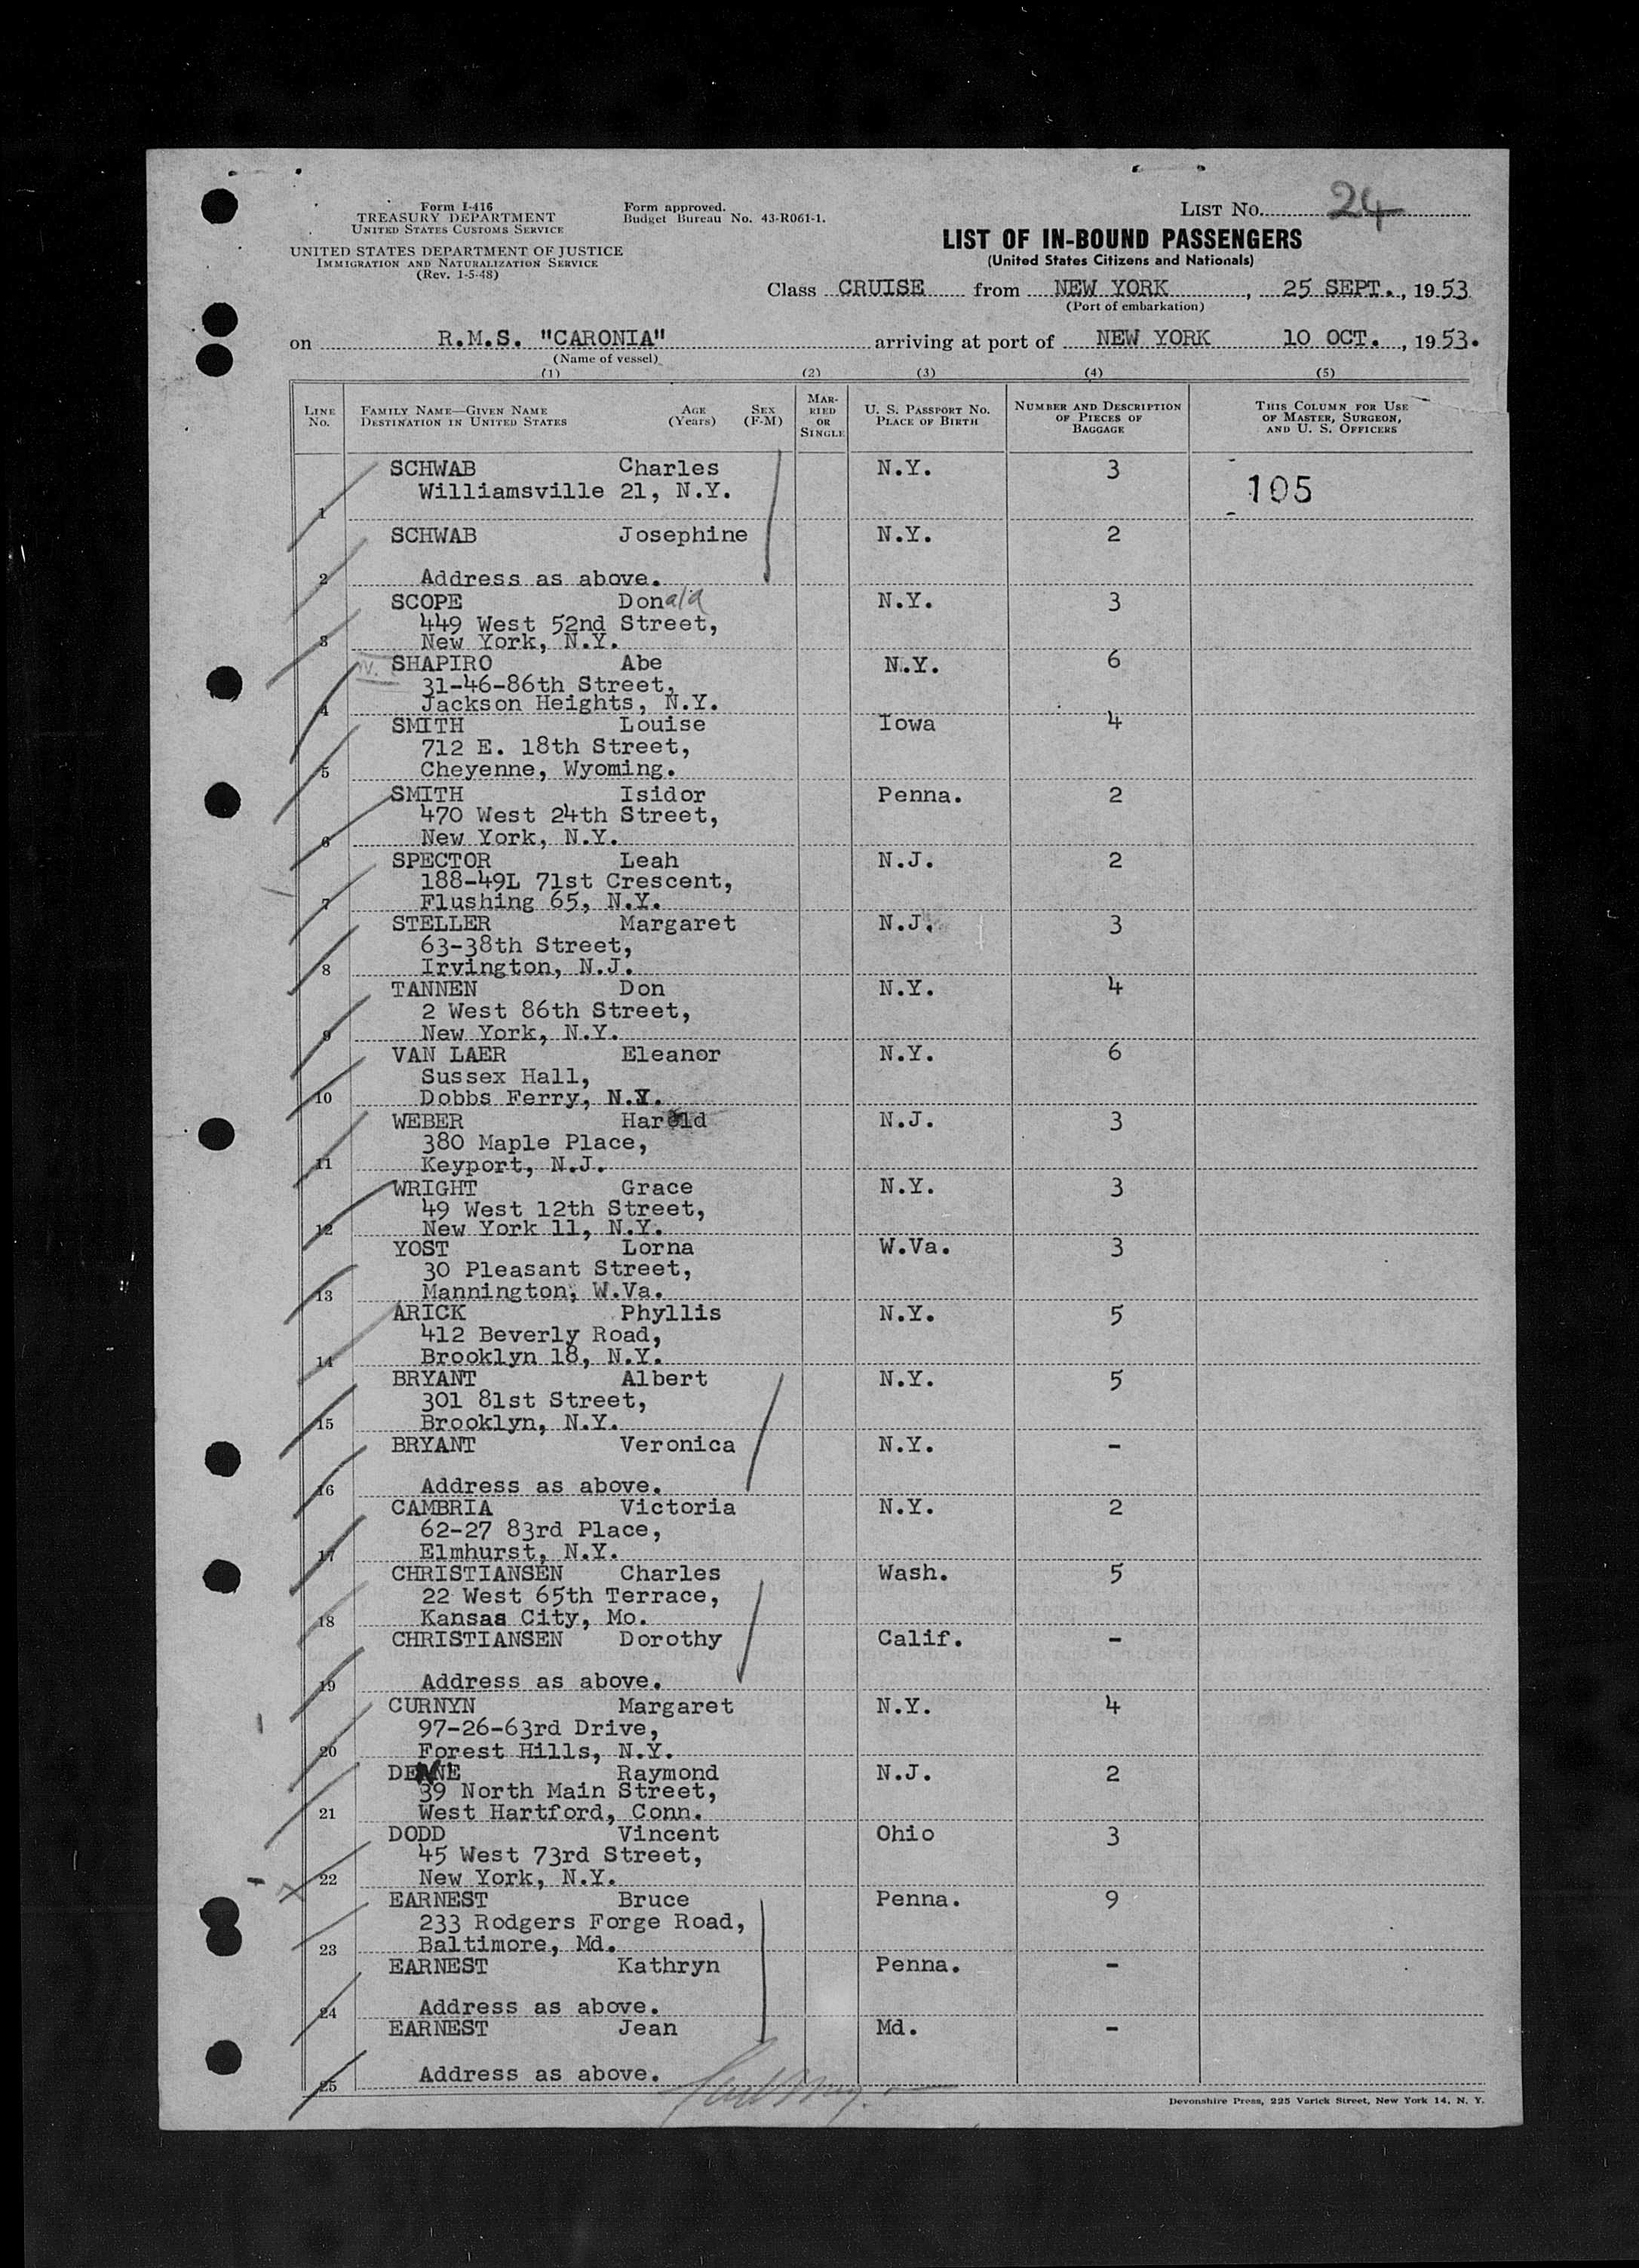 Form I-416
TREASURY DEPARTMENT
UNITED STATES CUSTOMS SERVICE
UNITED STATES DEPARTMENT OF JUSTICE
IMMIGRATION AND NATURALIZATION SERVICE
(Rev. 1-5-48)
Form approved.
Budget Bureau No. 43-R061-1.
LIST NO. 24
LIST OF IN-BOUND PASSENGERS
(United States Citizens and Nationals)
Class CRUISE from NEW YORK, 25 SEPT., 1953
(Port of embarkation)
on R.M.S. "CARONIA" arriving at port of NEW YORK 10 OCT., 1953.
(Name of vessel)
(1) (2) (3) (4) (5)
LINE NO.
FAMILY NAME—GIVEN NAME DESTINATION IN UNITED STATES
AGE (Years)
SEX (F-M)
MARRIED OR SINGLE
U. S. PASSPORT NO. PLACE OF BIRTH
NUMBER AND DESCRIPTION OF PIECES OF BAGGAGE
THIS COLUMN FOR USE OF MASTER, SURGEON, AND U. S. OFFICERS
SCHWAB Charles N.Y. 3
Williamsville 21, N.Y. 105
1
SCHWAB Josephine N.Y. 2
2 Address as above.
SCOPE Donald N.Y. 3
449 West 52nd Street,
3 New York, N.Y.
SHAPIRO Abe N.Y. 6
31-46-86th Street,
4 Jackson Heights, N.Y.
SMITH Louise Iowa 4
712 E. 18th Street,
5 Cheyenne, Wyoming.
SMITH Isidor Penna. 2
470 West 24th Street,
6 New York, N.Y.
SPECTOR Leah N.J. 2
188-49L 71st Crescent,
7 Flushing 65, N.Y.
STELLER Margaret N.J. 3
63-38th Street,
8 Irvington, N.J.
TANNEN Don N.Y. 4
2 West 86th Street,
9 New York, N.Y.
VAN LAER Eleanor N.Y. 6
Sussex Hall,
10 Dobbs Ferry, N.Y.
WEBER Harold N.J. 3
380 Maple Place,
11 Keyport, N.J.
WRIGHT Grace N.Y. 3
49 West 12th Street,
12 New York 11, N.Y.
YOST Lorna W.Va. 3
30 Pleasant Street,
13 Mannington, W.Va.
ARICK Phyllis N.Y. 5
412 Beverly Road,
14 Brooklyn 18, N.Y.
BRYANT Albert N.Y. 5
301 81st Street,
15 Brooklyn, N.Y.
BRYANT Veronica N.Y. -
16 Address as above.
CAMBRIA Victoria N.Y. 2
62-27 83rd Place,
17 Elmhurst, N.Y.
CHRISTIANSEN Charles Wash. 5
22 West 65th Terrace,
18 Kansas City, Mo.
CHRISTIANSEN Dorothy Calif. -
19 Address as above.
CURNYN Margaret N.Y. 4
97-26-63rd Drive,
20 Forest Hills, N.Y.
Raymond N.J. 2
39 North Main Street,
21 West Hartford, Conn.
DODD Vincent Ohio 3
45 West 73rd Street,
22 New York, N.Y.
EARNEST Bruce Penna. 9
233 Rodgers Forge Road,
23 Baltimore, Md.
EARNEST Kathryn Penna. -
24 Address as above.
EARNEST Jean Md. -
25 Address as above.
Devonshire Press, 225 Varick Street, New York 14, N. Y.